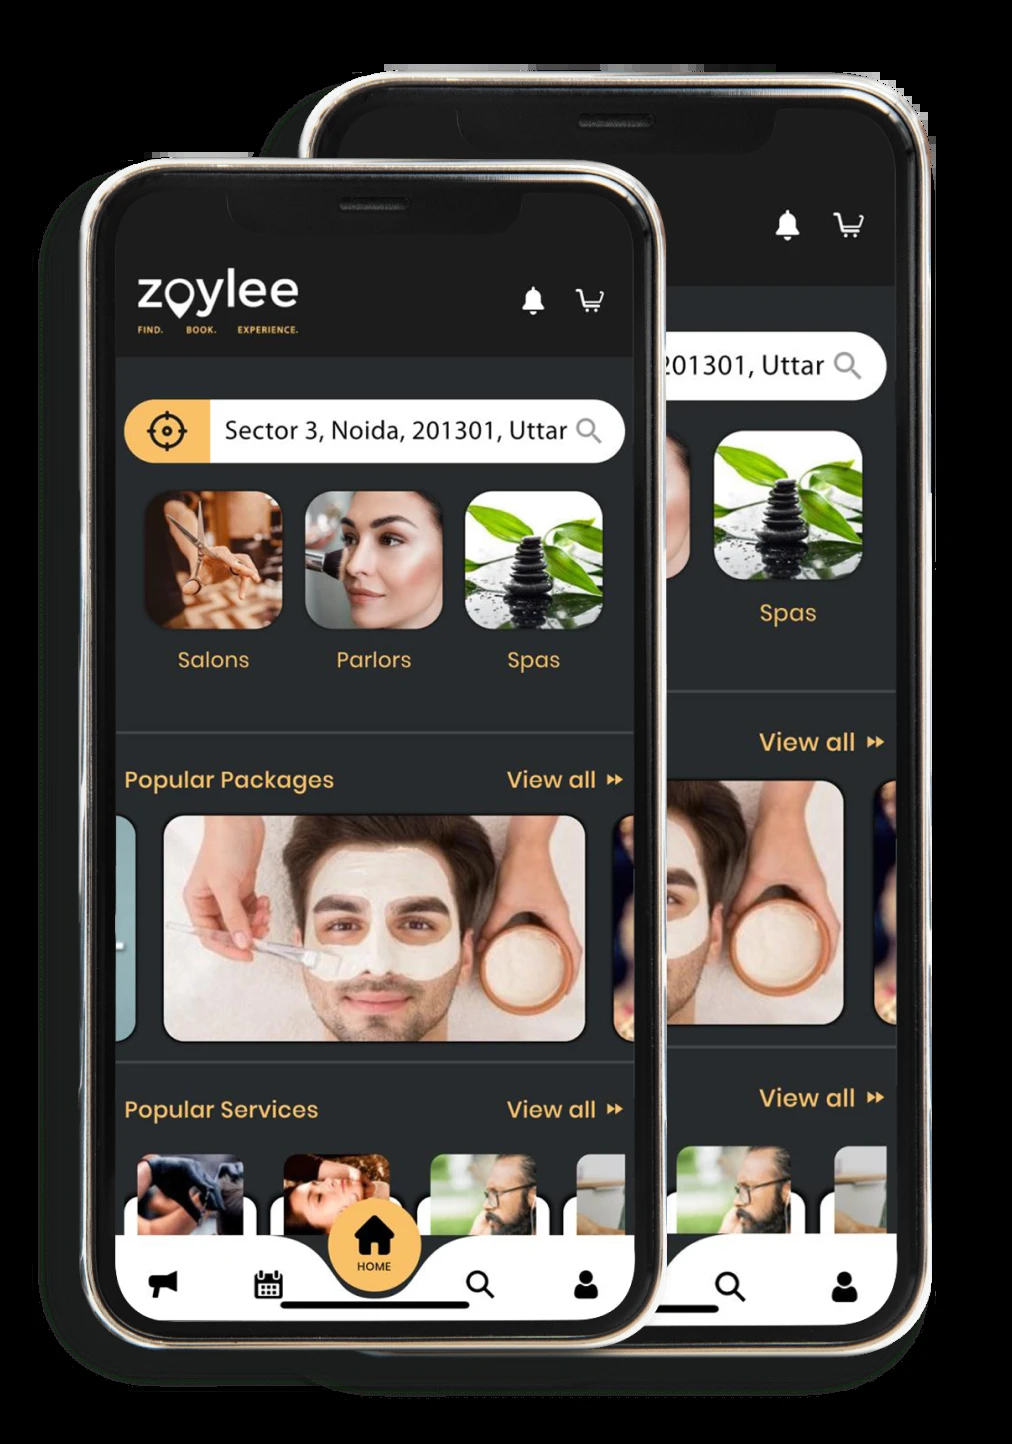 zoylee
FIND. BOOK. EXPERIENCE.
Sector 3, Noida, 201301, Uttar
Salons Parlors Spas
Popular Packages View all
Popular Services View all
HOME
201301, Uttar
Spas
View all
View all